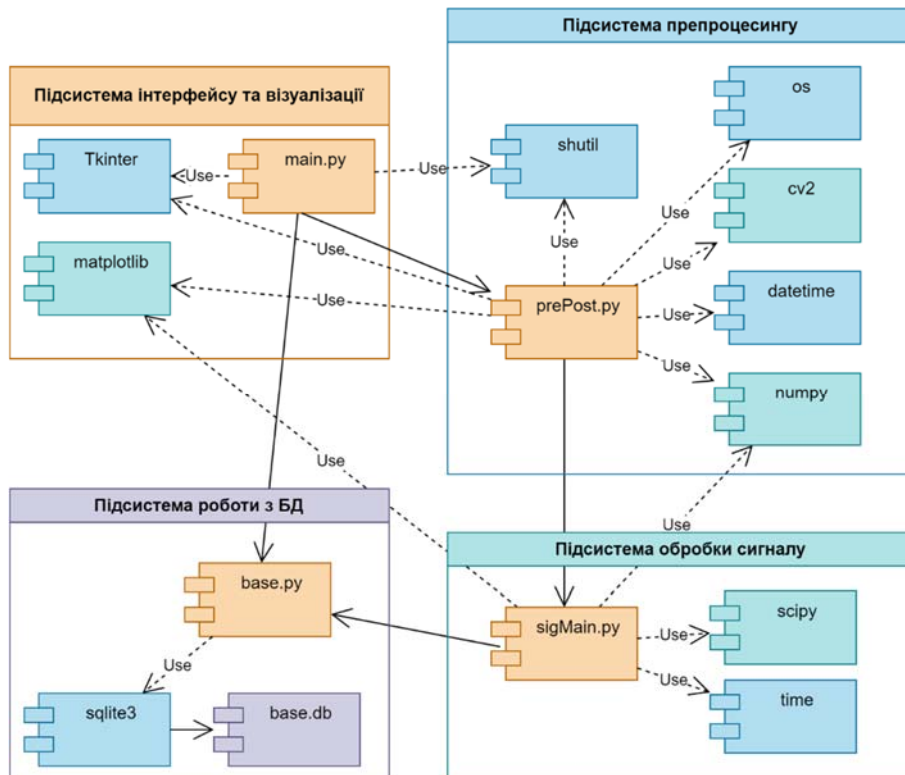 Підсистема препроцесингу
Підсистема інтерфейсу та візуалізації
os
Tkinter
main.py
shutil
Use
Use
cv2
Use
Use
Use
Use
matplotlib
Use
prePost.py
Use
datetime
Use
numpy
Use
Use
Підсистема роботи з БД
Підсистема обробки сигналу
base.py
sigMain.py
scipy
Use
Use
Use
sqlite3
base.db
time